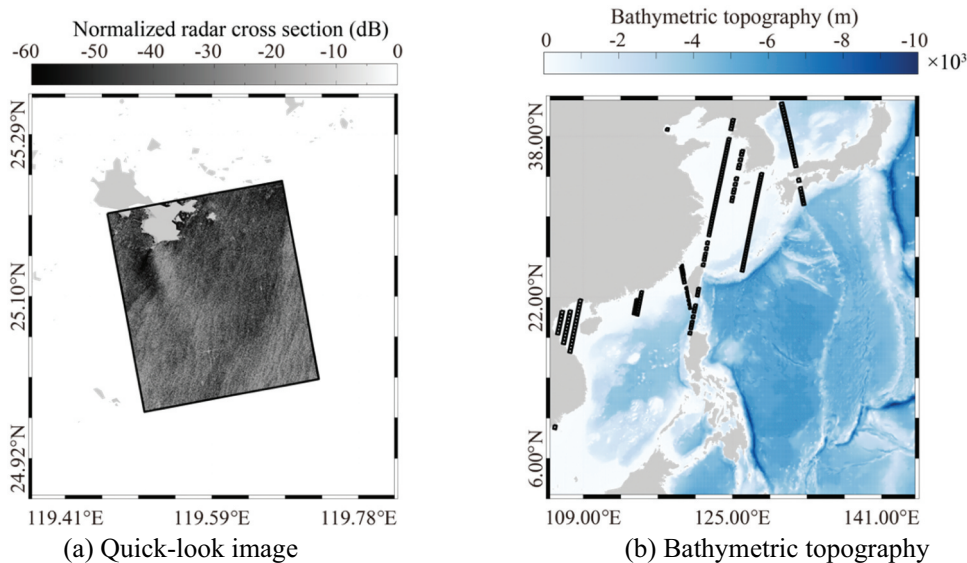 Normalized radar cross section (dB)
-60 -50 -40 -30 -20 -10 0
25.29°N
25.10°N
24.92°N
119.41°E 119.59°E 119.78°E
(a) Quick-look image
Bathymetric topography (m)
0 -2 -4 -6 -8 -10
×10³
38.00°N
22.00°N
6.00°N
109.00°E 125.00°E 141.00°E
(b) Bathymetric topography